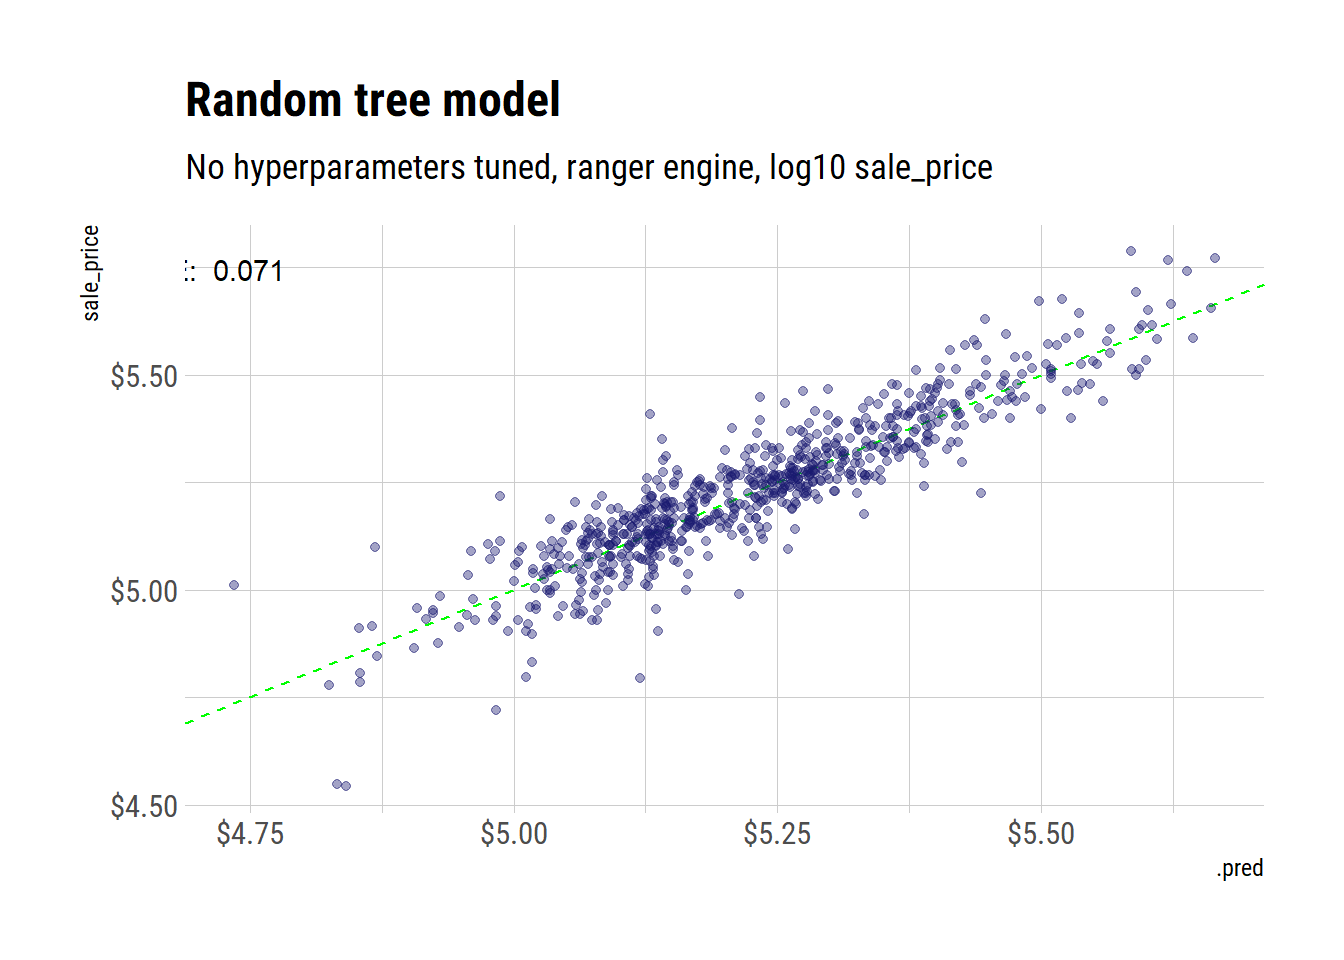 Random tree model
No hyperparameters tuned, ranger engine, log10 sale_price
sale_price
: 0.071
$5.50
$5.00
$4.50
$4.75 $5.00 $5.25 $5.50
.pred